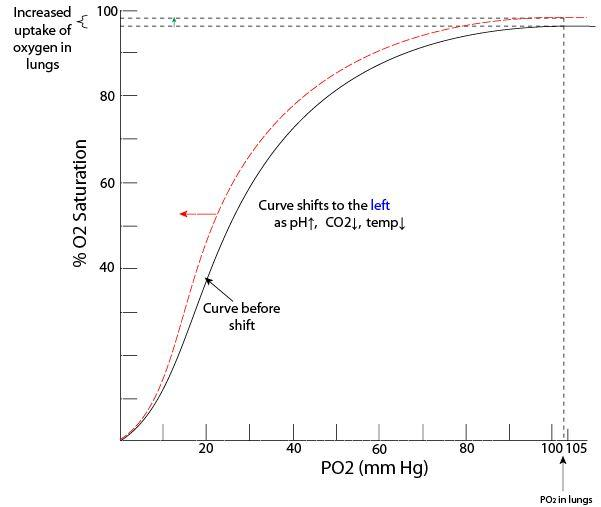 Increased
uptake of
oxygen in
lungs
100
80
60
40
% O2 Saturation
Curve shifts to the left
as pH↑, CO2↓, temp↓
Curve before
shift
20 40 60 80 100 105
PO2 (mm Hg)
PO2 in lungs